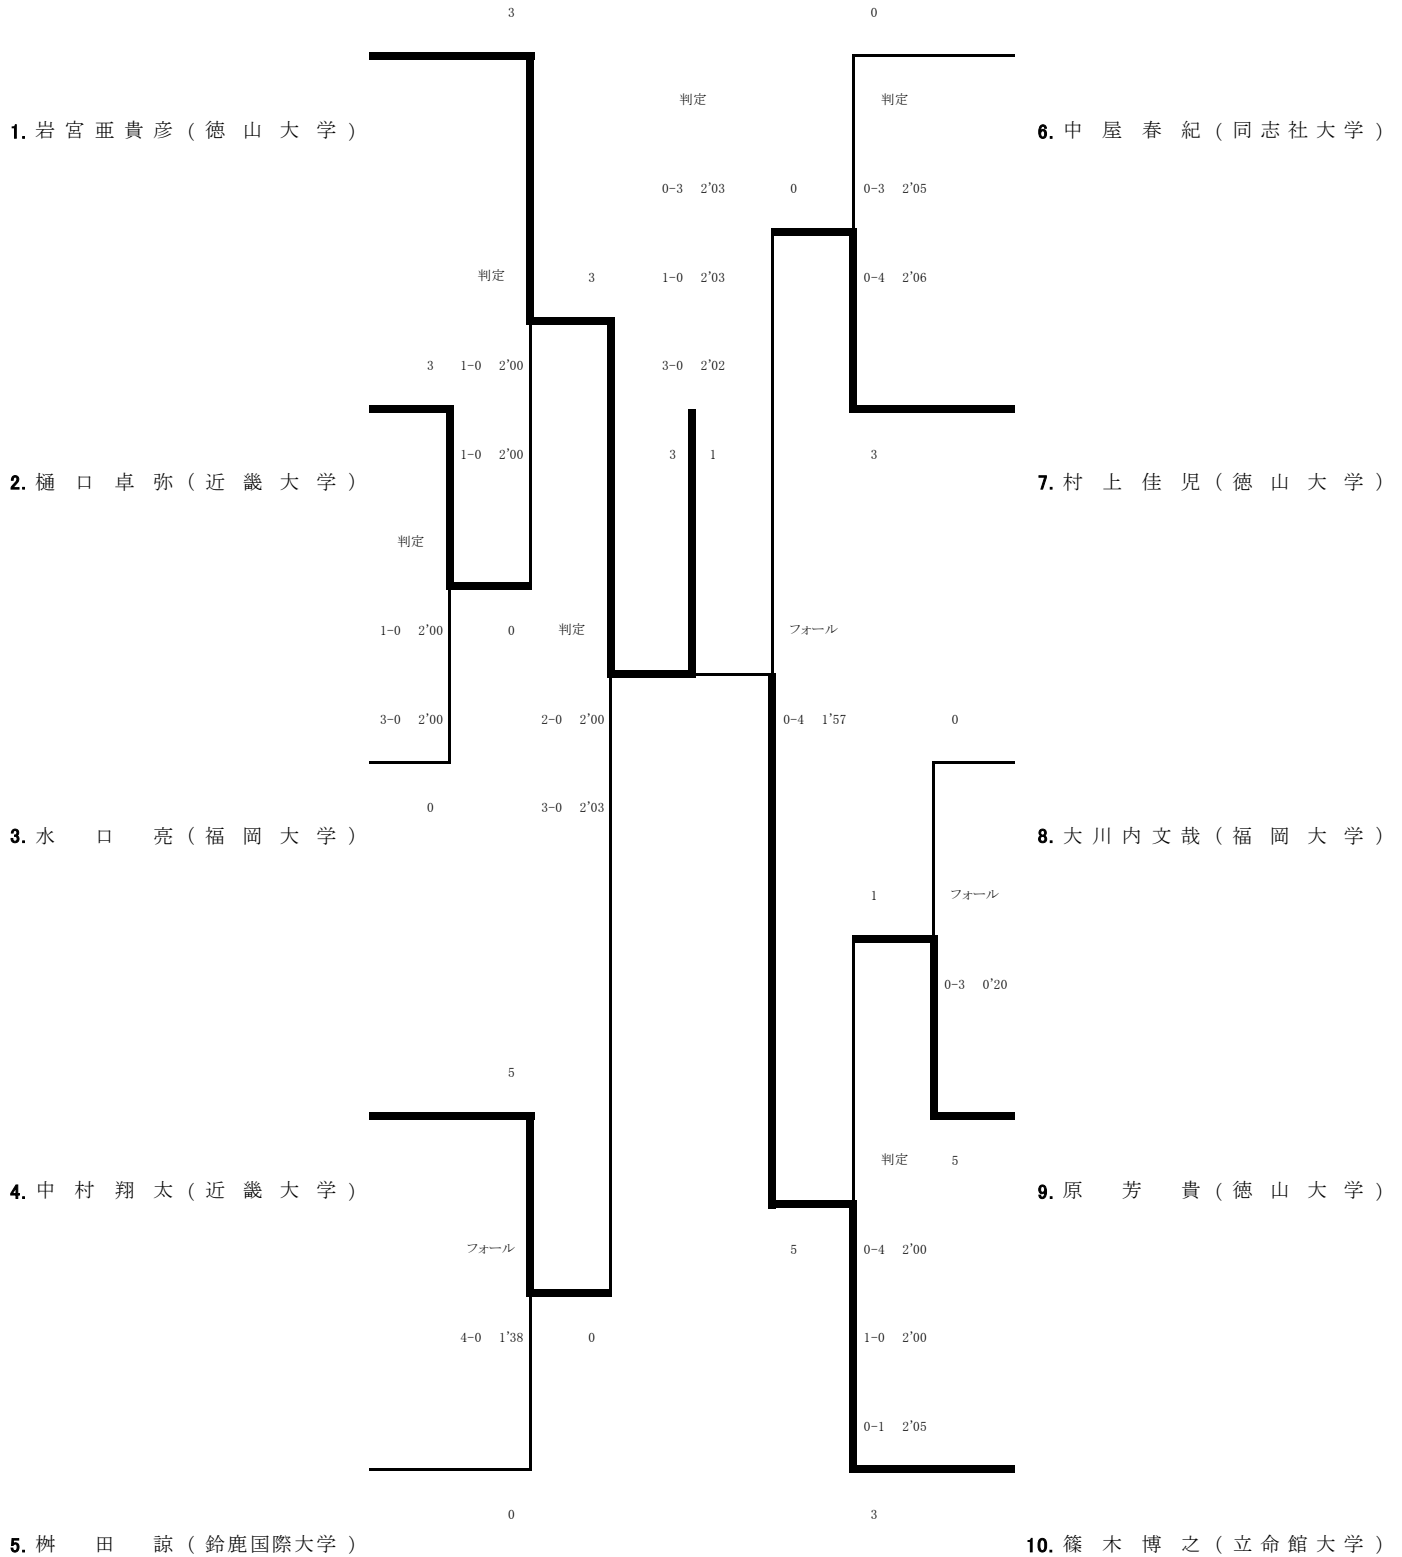 3 0
判定 判定
1. 岩宮亜貴彦(徳山大学) 6. 中屋春紀(同志社大学)
0-3 2'03 0 0-3 2'05
判定 3 1-0 2'03 0-4 2'06
3 1-0 2'00 3-0 2'02
1-0 2'00 3 1 3
2. 樋口卓弥(近畿大学) 7. 村上佳児(徳山大学)
判定
1-0 2'00 0 判定 フォール
3-0 2'00 2-0 2'00 0-4 1'57 0
0 3-0 2'03
3. 水口亮(福岡大学) 8. 大川内文哉(福岡大学)
1 フォール
0-3 0'20
5
判定 5
4. 中村翔太(近畿大学) 9. 原芳貴(徳山大学)
フォール 5 0-4 2'00
4-0 1'38 0 1-0 2'00
0-1 2'05
0 3
5. 桝田諒(鈴鹿国際大学) 10. 篠木博之(立命館大学)